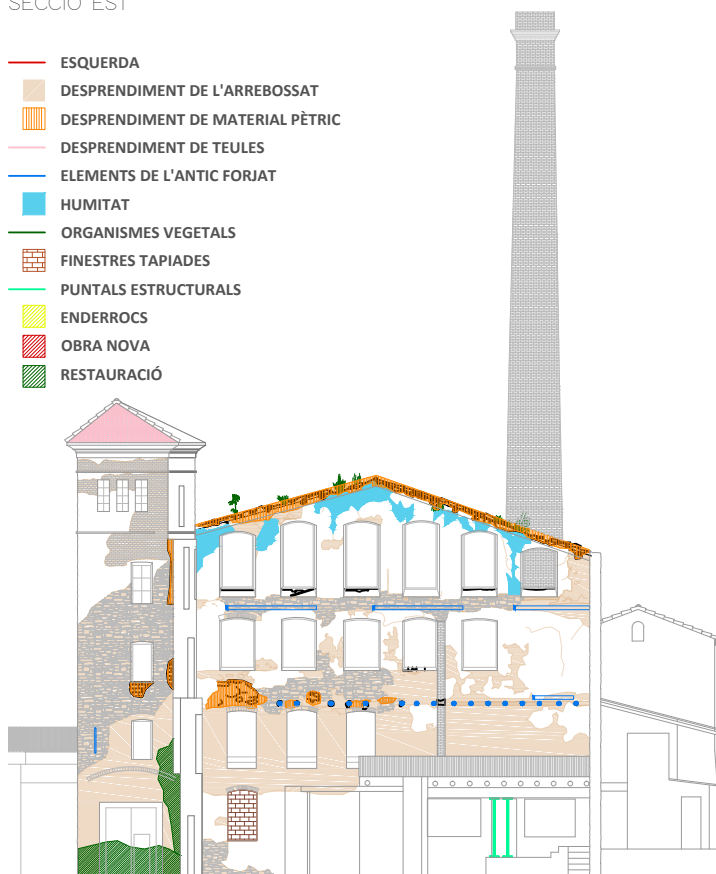 SECCIÓ EST
ESQUERDA
DESPRENDIMENT DE L'ARREBOSSAT
DESPRENDIMENT DE MATERIAL PÈTRIC
DESPRENDIMENT DE TEULES
ELEMENTS DE L'ANTIC FORJAT
HUMITAT
ORGANISMES VEGETALS
FINESTRES TAPIADES
PUNTALS ESTRUCTURALS
ENDERROCS
OBRA NOVA
RESTAURACIÓ